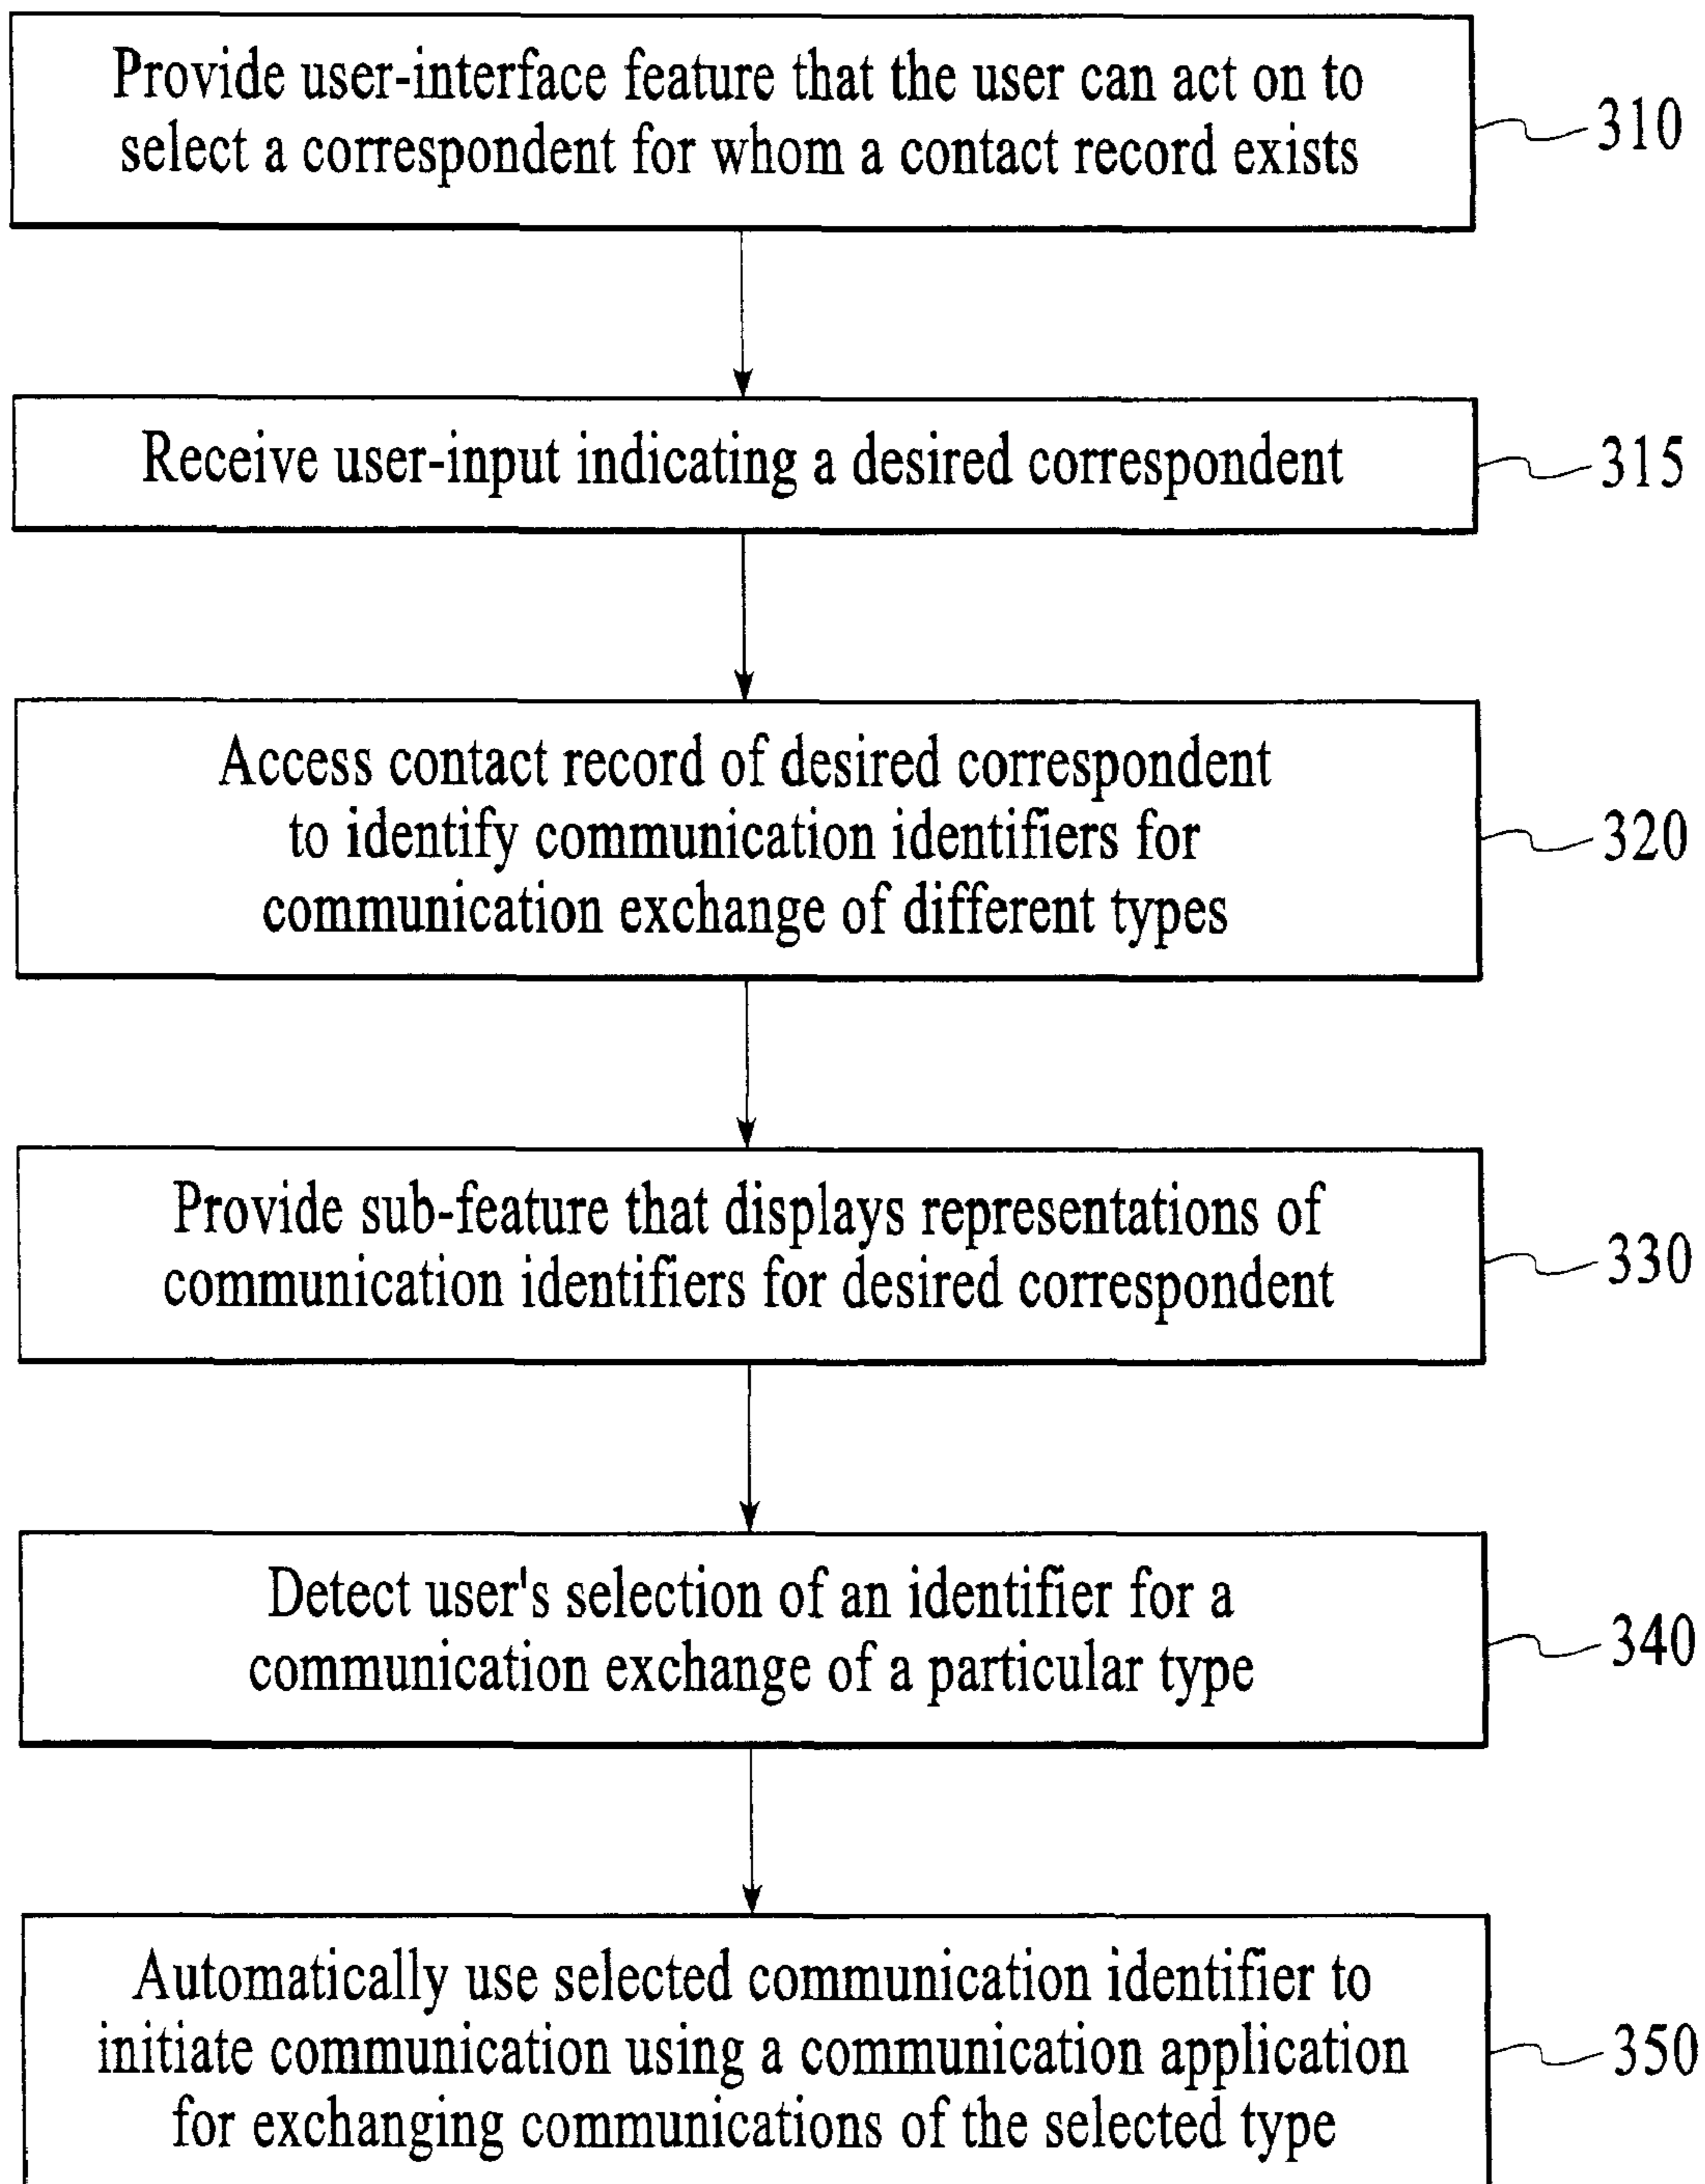 Provide user-interface feature that the user can act on to
select a correspondent for whom a contact record exists
310
Receive user-input indicating a desired correspondent
315
Access contact record of desired correspondent
to identify communication identifiers for
communication exchange of different types
320
Provide sub-feature that displays representations of
communication identifiers for desired correspondent
330
Detect user's selection of an identifier for a
communication exchange of a particular type
340
Automatically use selected communication identifier to
initiate communication using a communication application
for exchanging communications of the selected type
350